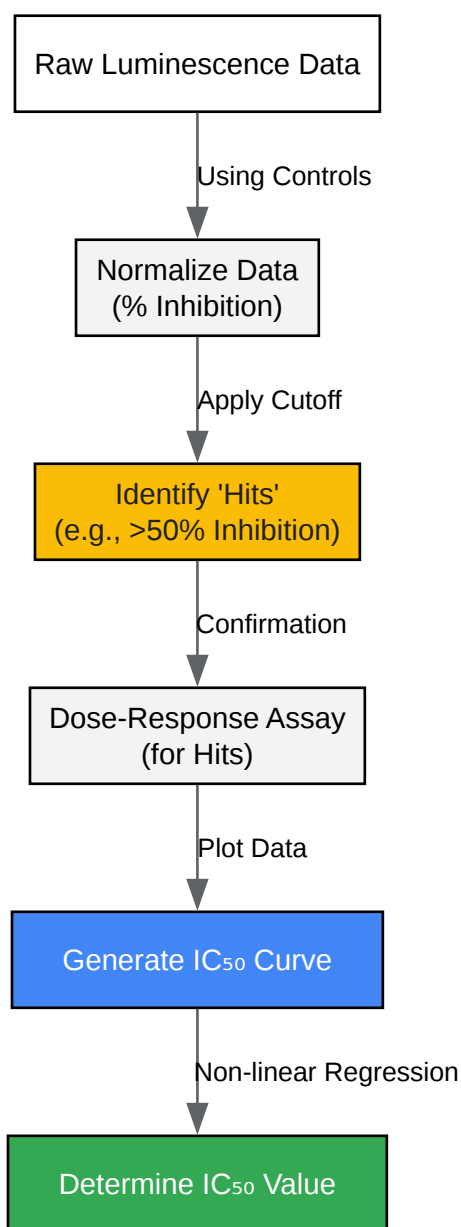 Raw Luminescence Data
Using Controls
Normalize Data
(% Inhibition)
Apply Cutoff
Identify 'Hits'
(e.g., >50% Inhibition)
Confirmation
Dose-Response Assay
(for Hits)
Plot Data
Generate IC₅₀ Curve
Non-linear Regression
Determine IC₅₀ Value